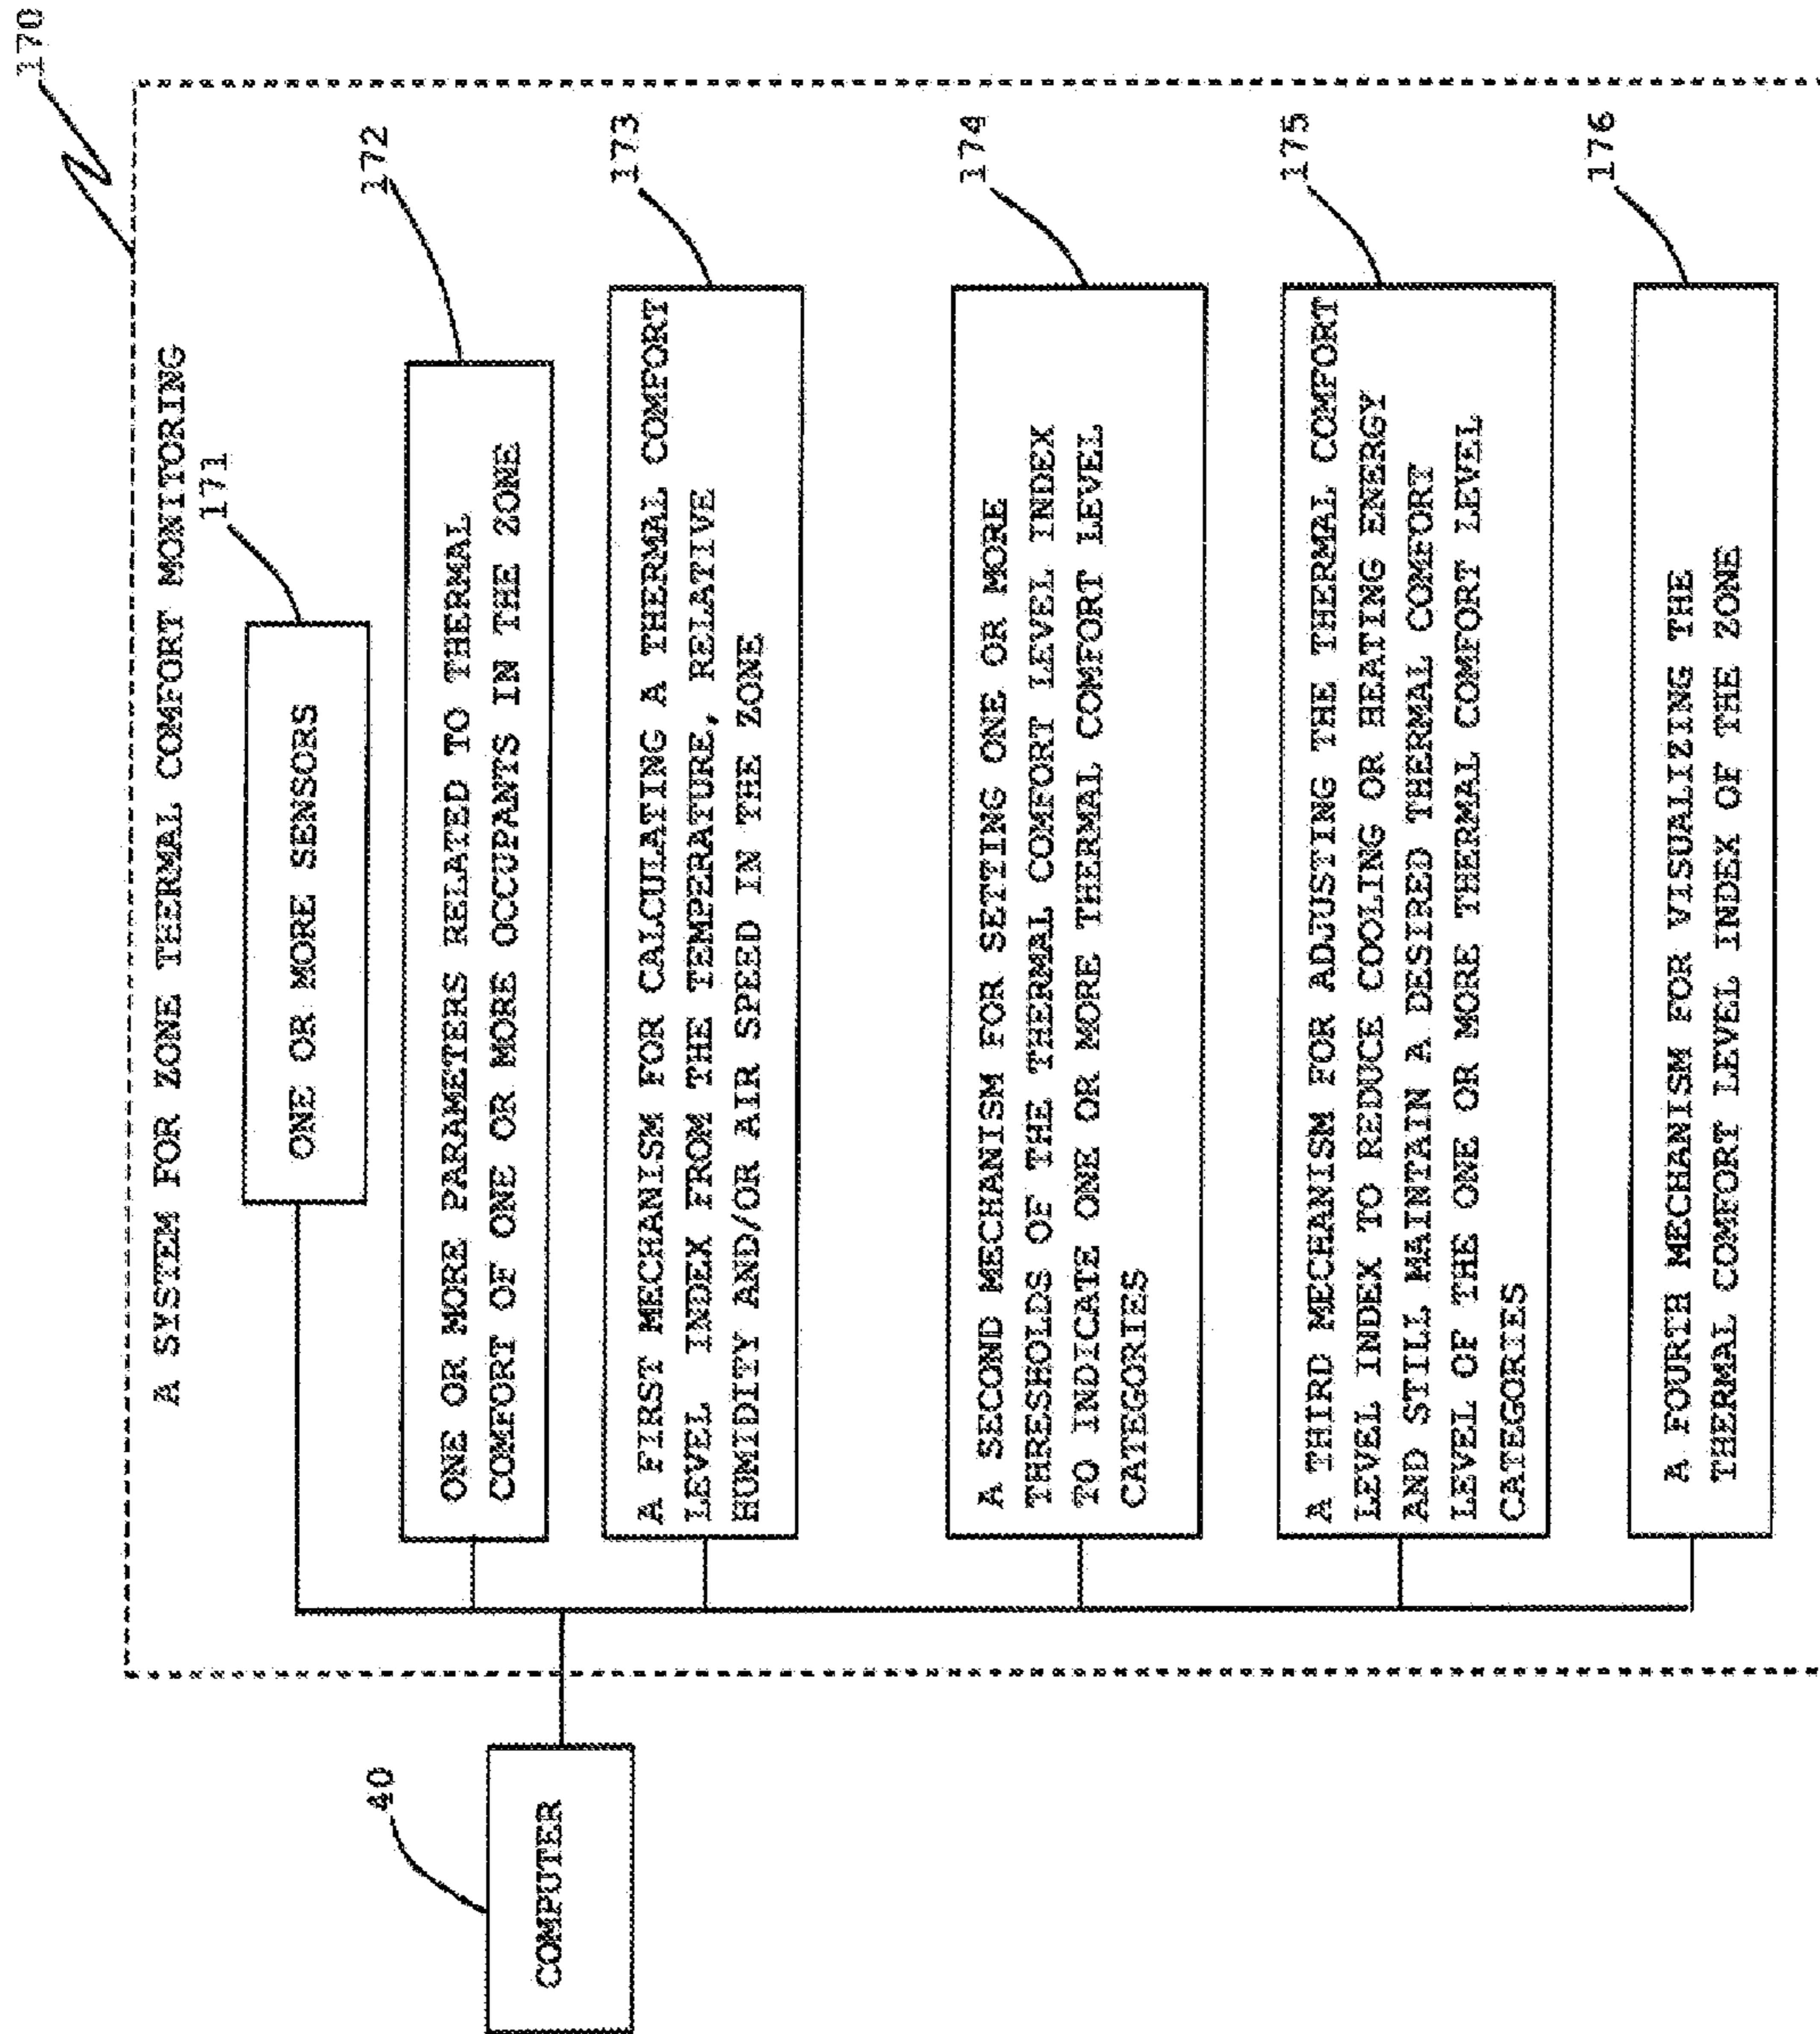 170
A SYSTEM FOR ZONE THERMAL COMFORT MONITORING
171
ONE OR MORE SENSORS
172
ONE OR MORE PARAMETERS RELATED TO THERMAL
COMFORT OF ONE OR MORE OCCUPANTS IN THE ZONE
173
A FIRST MECHANISM FOR CALCULATING A THERMAL COMFORT
LEVEL INDEX FROM THE TEMPERATURE, RELATIVE
HUMIDITY AND/OR AIR SPEED IN THE ZONE
174
A SECOND MECHANISM FOR SETTING ONE OR MORE
THRESHOLDS OF THE THERMAL COMFORT LEVEL INDEX
TO INDICATE ONE OR MORE THERMAL COMFORT LEVEL
CATEGORIES
175
A THIRD MECHANISM FOR ADJUSTING THE THERMAL COMFORT
LEVEL INDEX TO REDUCE COOLING OR HEATING ENERGY
AND STILL MAINTAIN A DESIRED THERMAL COMFORT
LEVEL OF THE ONE OR MORE THERMAL COMFORT LEVEL
CATEGORIES
176
A FOURTH MECHANISM FOR VISUALIZING THE
THERMAL COMFORT LEVEL INDEX OF THE ZONE
40
COMPUTER